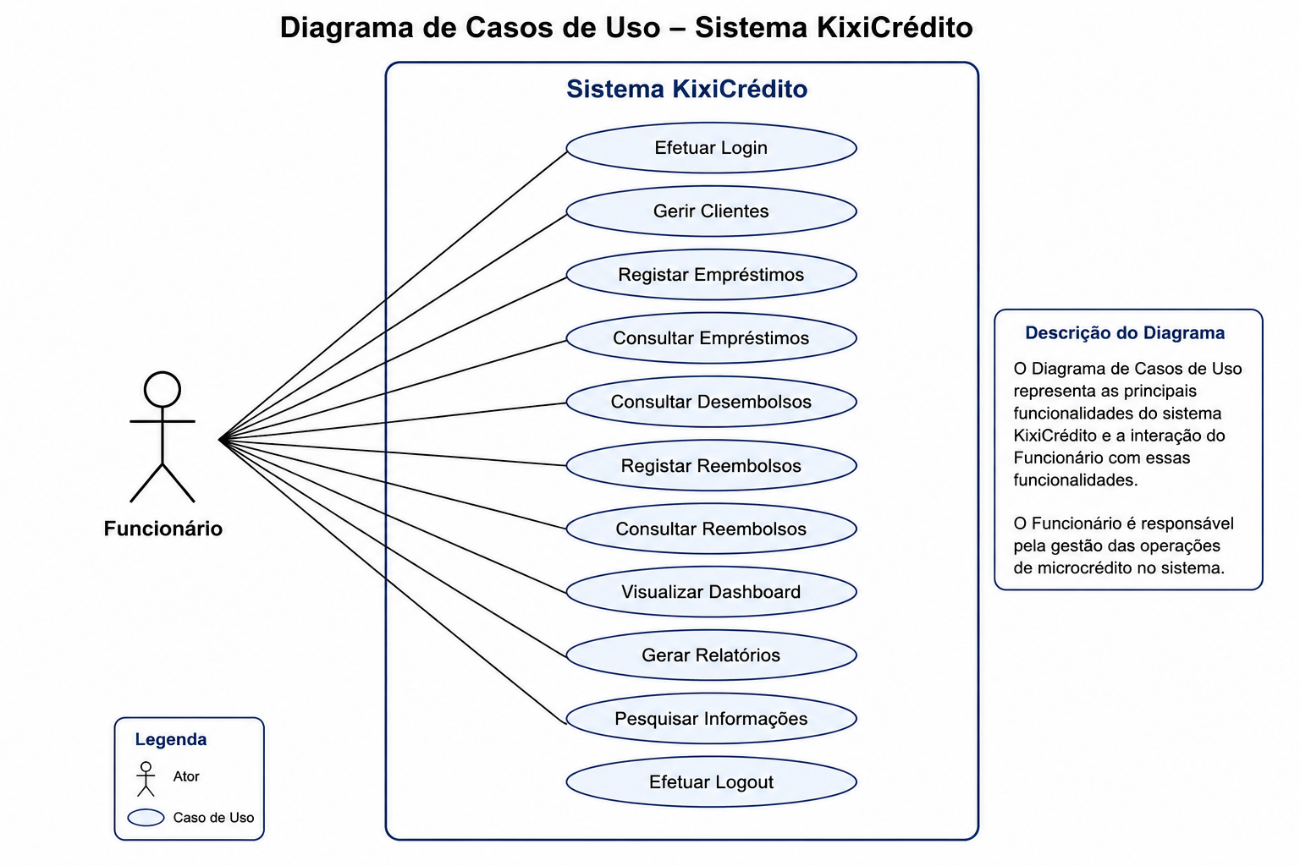 Diagrama de Casos de Uso – Sistema KixiCrédito
Sistema KixiCrédito
Efetuar Login
Gerir Clientes
Registar Empréstimos
Consultar Empréstimos
Consultar Desembolsos
Registar Reembolsos
Consultar Reembolsos
Visualizar Dashboard
Gerar Relatórios
Pesquisar Informações
Efetuar Logout
Funcionário
Descrição do Diagrama
O Diagrama de Casos de Uso
representa as principais
funcionalidades do sistema
KixiCrédito e a interação do
Funcionário com essas
funcionalidades.
O Funcionário é responsável
pela gestão das operações
de microcrédito no sistema.
Legenda
Ator
Caso de Uso